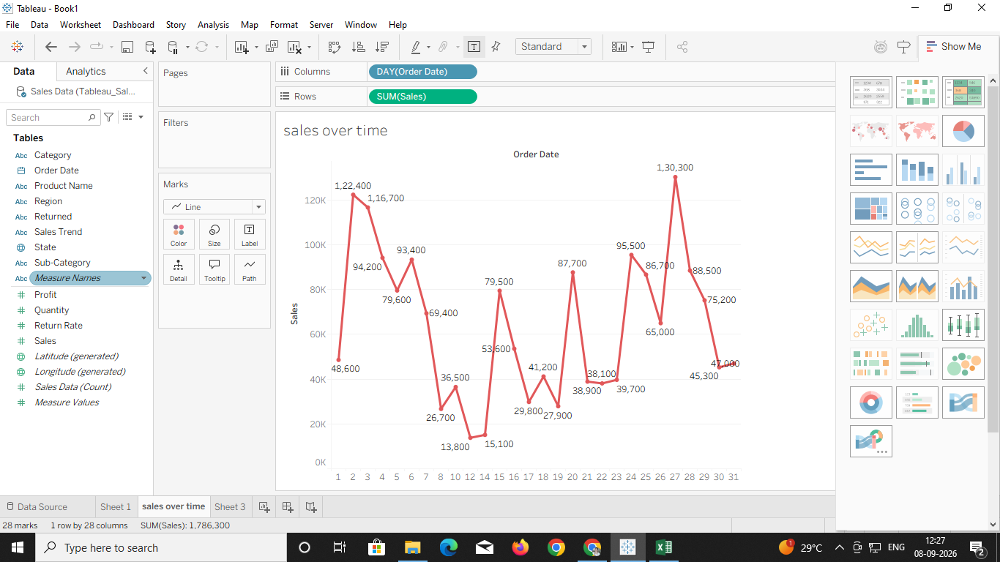 Tableau - Book1
File Data Worksheet Dashboard Story Analysis Map Format Server Window Help
Standard
Show Me
Data Analytics
Sales Data (Tableau_Sal...
Search
Tables
Abc Category
Order Date
Abc Product Name
Abc Region
Abc Returned
Abc Sales Trend
State
Abc Sub-Category
Abc Measure Names
Profit
Quantity
Return Rate
Sales
Latitude (generated)
Longitude (generated)
Sales Data (Count)
Measure Values
Pages
Filters
Marks
Line
Color Size Label
Detail Tooltip Path
Columns DAY(Order Date)
Rows SUM(Sales)
sales over time
Order Date
Sales
120K
100K
80K
60K
40K
20K
0K
48,600
1,22,400
1,16,700
94,200
79,600
93,400
69,400
26,700
36,500
13,800
15,100
79,500
53,600
29,800
41,200
27,900
87,700
38,900
38,100
39,700
95,500
86,700
65,000
1,30,300
88,500
75,200
45,300
47,000
1 2 3 4 5 6 7 8 10 12 14 15 16 17 18 19 20 21 22 23 24 25 26 27 28 29 30 31
Data Source Sheet 1 sales over time Sheet 3
28 marks 1 row by 28 columns SUM(Sales): 1,786,300
Type here to search
1
29°C
ENG
12:27
08-09-2026
2